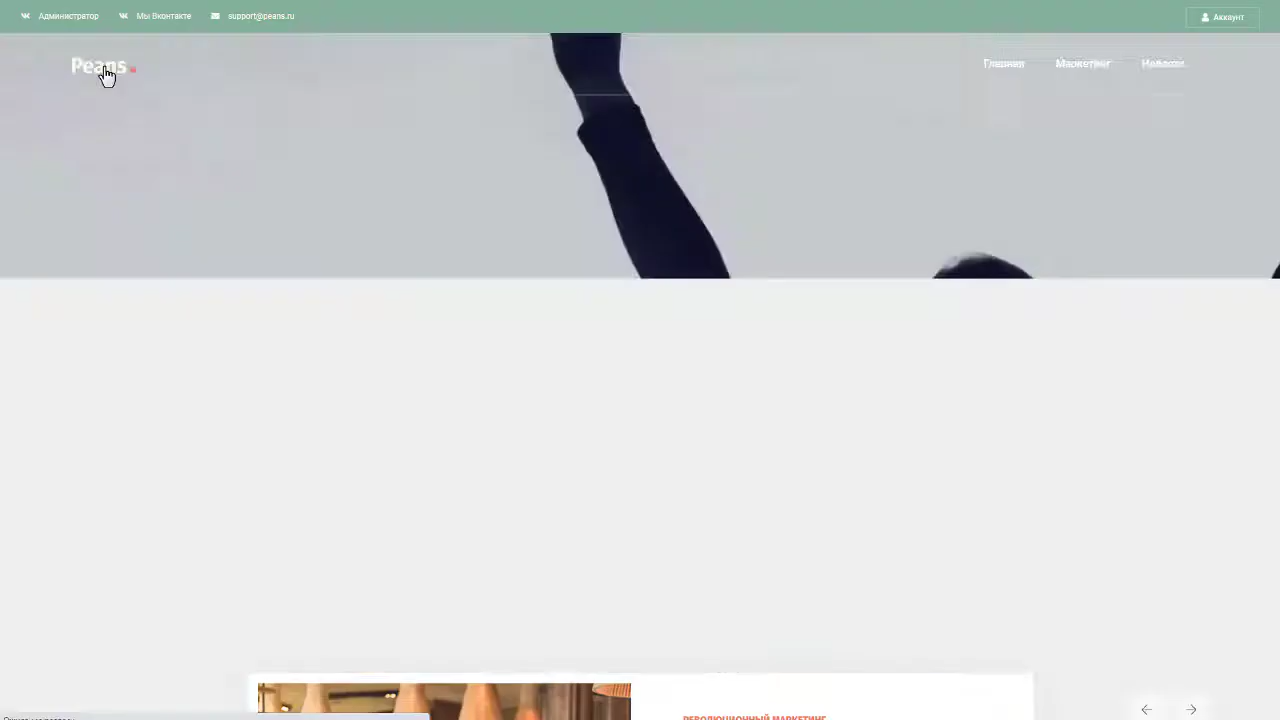 Администратор
Мы Вконтакте
support@peans.ru
Аккаунт
Peans
Главная
Маркетинг
Новости
РЕВОЛЮЦИОННЫЙ МАРКЕТИНГ